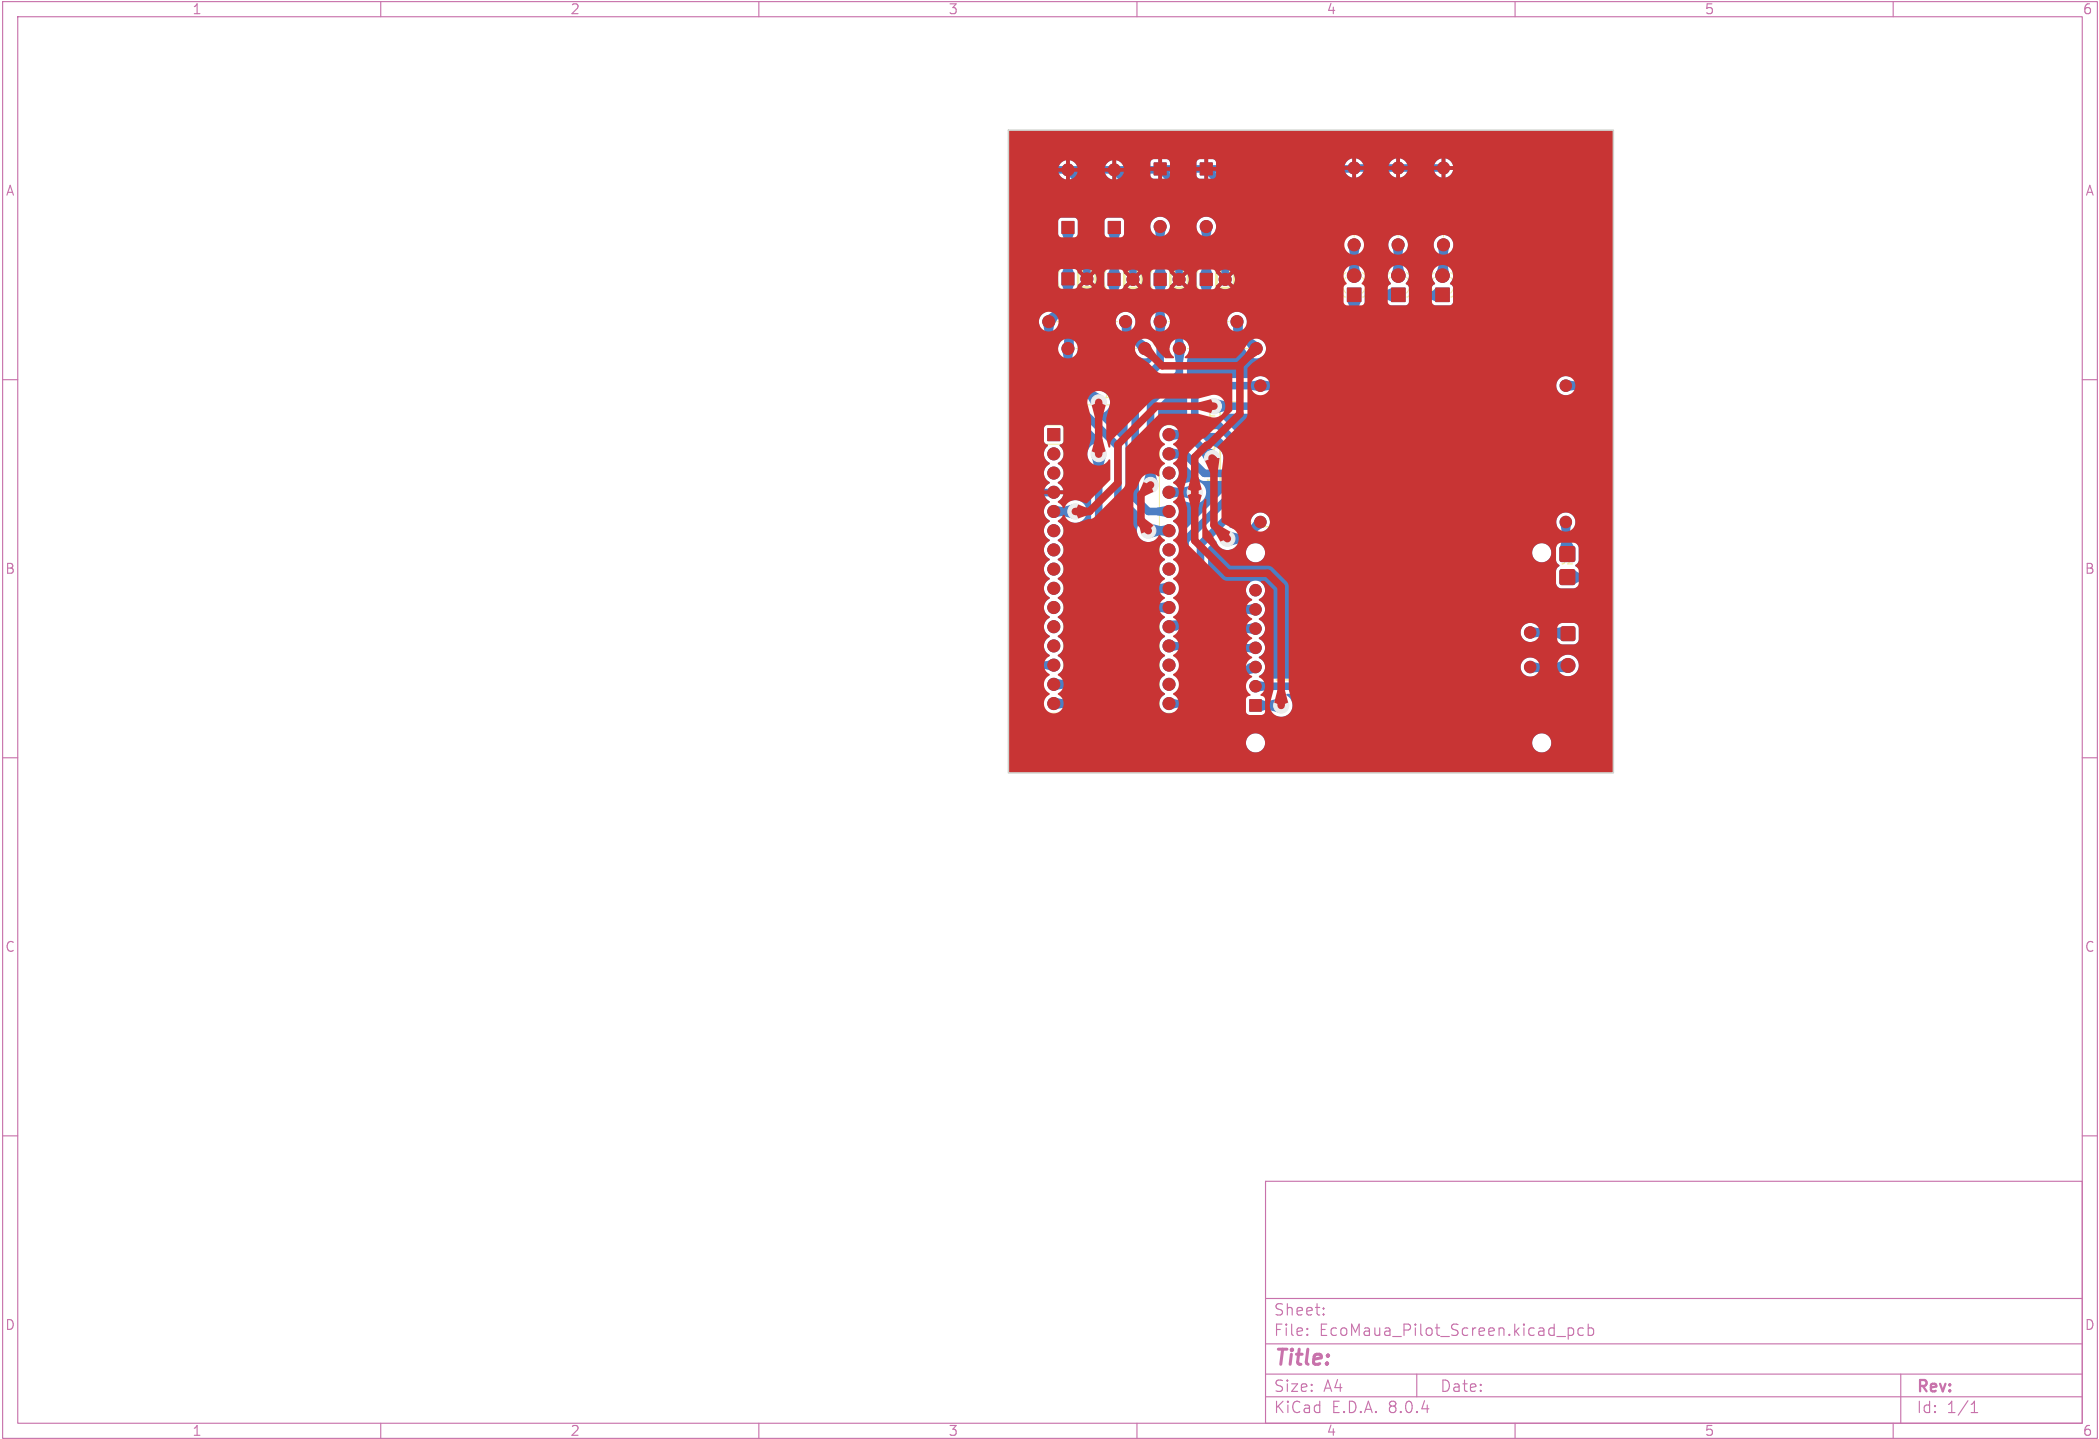 1 2 3 4 5 6
A A
B B
C C
Sheet:
File: EcoMaua_Pilot_Screen.kicad_pcb
D D
Title:
Size: A4 Date: Rev:
KiCad E.D.A. 8.0.4 Id: 1/1
1 2 3 4 5 6